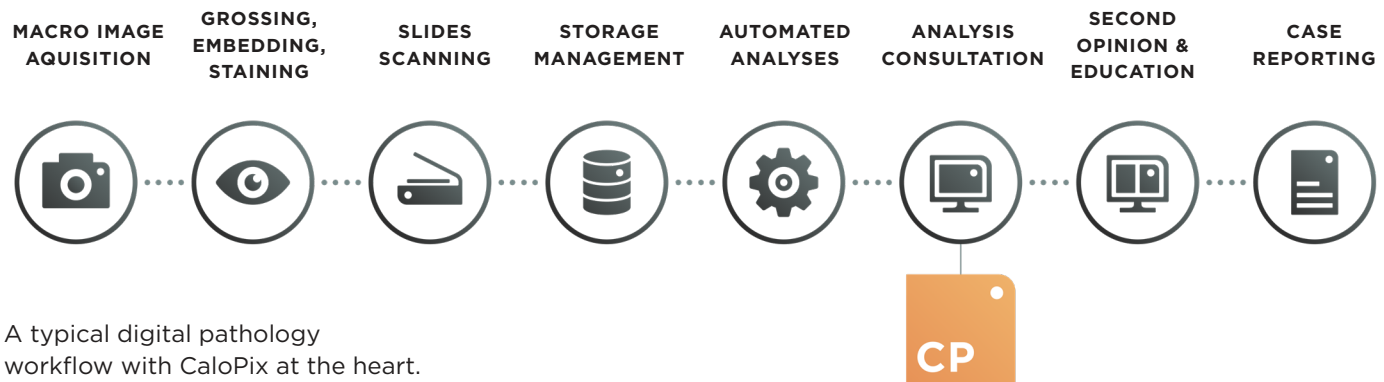 MACRO IMAGE
AQUISITION
GROSSING,
EMBEDDING,
STAINING
SLIDES
SCANNING
STORAGE
MANAGEMENT
AUTOMATED
ANALYSES
ANALYSIS
CONSULTATION
SECOND
OPINION &
EDUCATION
CASE
REPORTING
CP
A typical digital pathology
workflow with CaloPix at the heart.